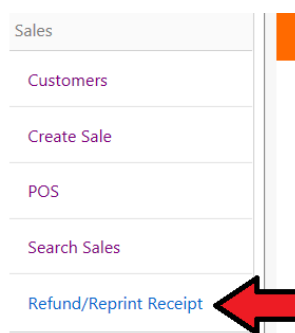 Sales
Customers
Create Sale
POS
Search Sales
Refund/Reprint Receipt